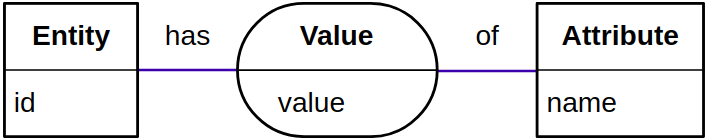 Entity has Value of Attribute
id value name